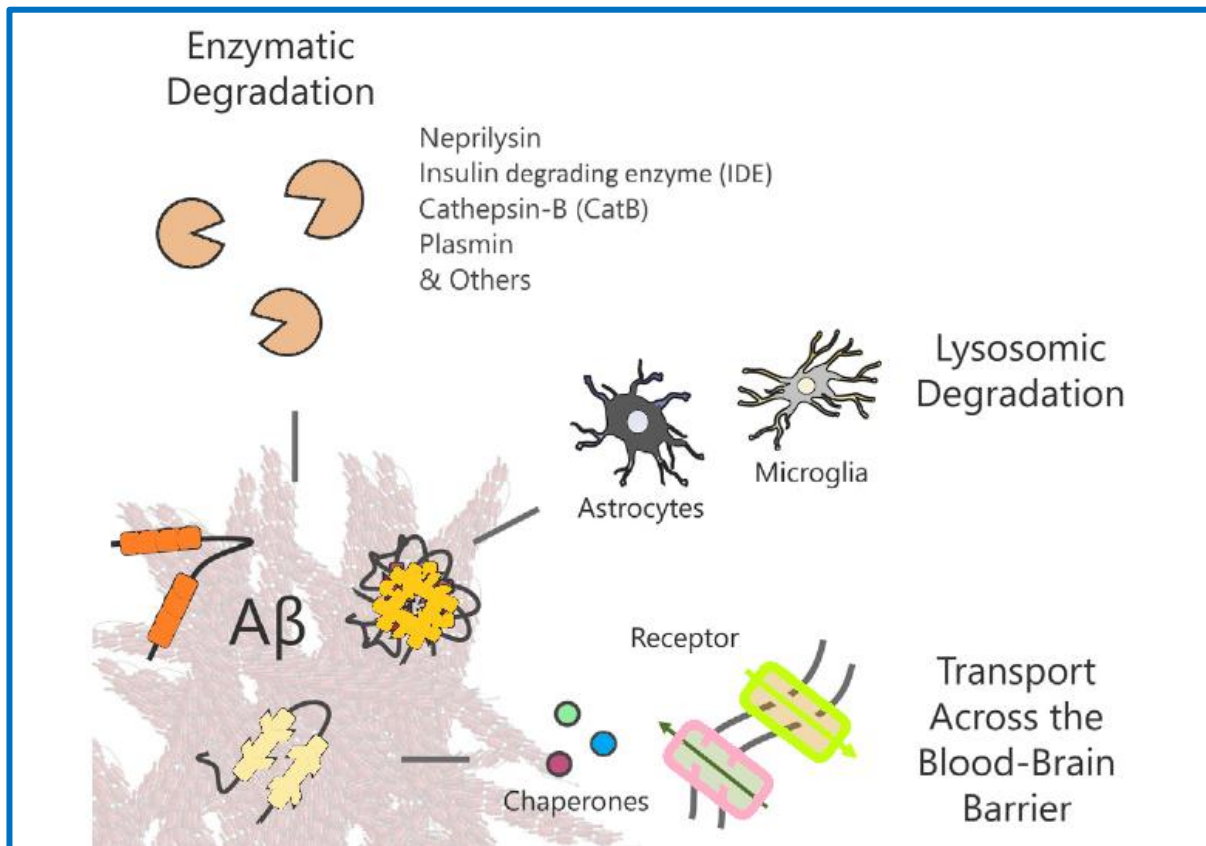 Enzymatic
Degradation
Neprilysin
Insulin degrading enzyme (IDE)
Cathepsin-B (CatB)
Plasmin
& Others
Lysosomic
Degradation
Microglia
Astrocytes
Aβ
Receptor
Chaperones
Transport
Across the
Blood-Brain
Barrier